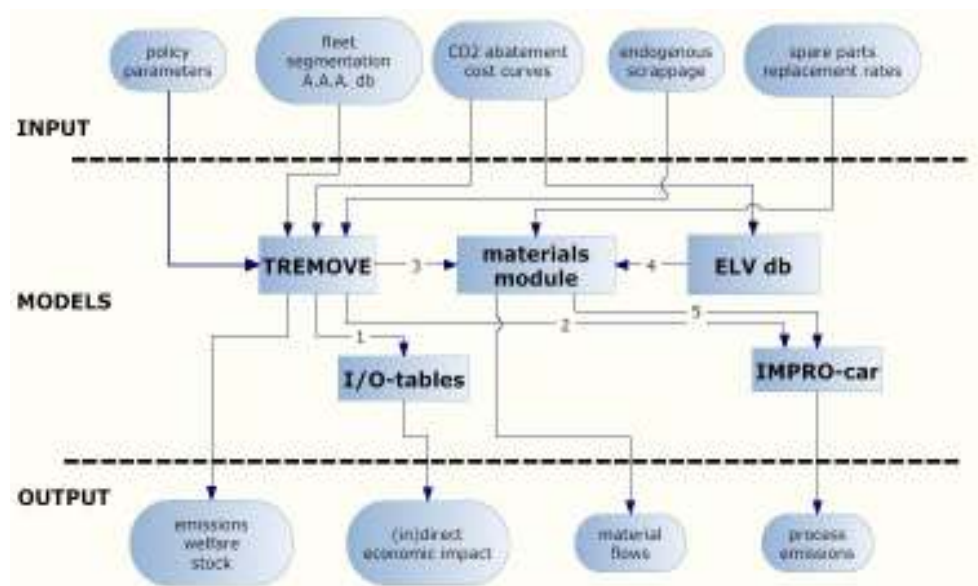 policy
parameters
fleet
segmentation
A.A.A. db
CO2 abatement
cost curves
endogenous
scrappage
spare parts
replacement rates
INPUT
TREMOVE
3
materials
module
4
ELV db
MODELS
1
2
5
I/O-tables
IMPRO-car
OUTPUT
emissions
welfare
stock
(in)direct
economic impact
material
flows
process
emissions